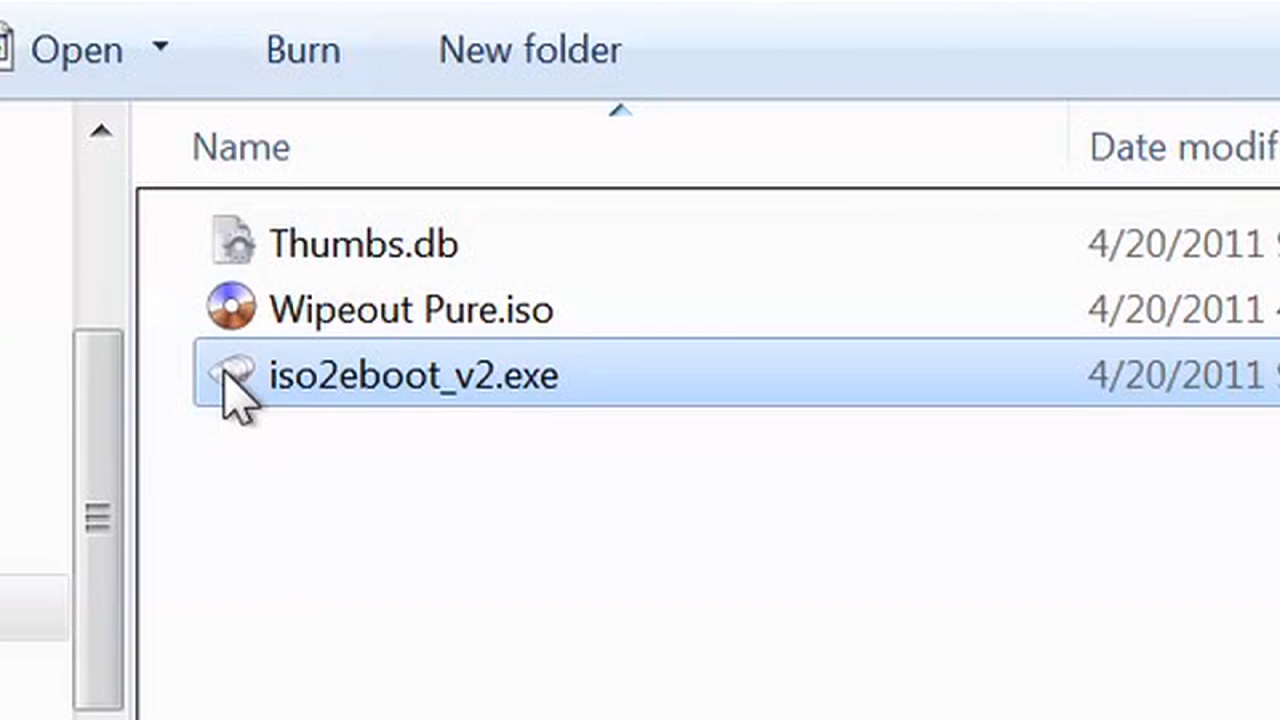 Open Burn New folder
Name Date modif
Thumbs.db 4/20/2011
Wipeout Pure.iso 4/20/2011
iso2eboot_v2.exe 4/20/2011